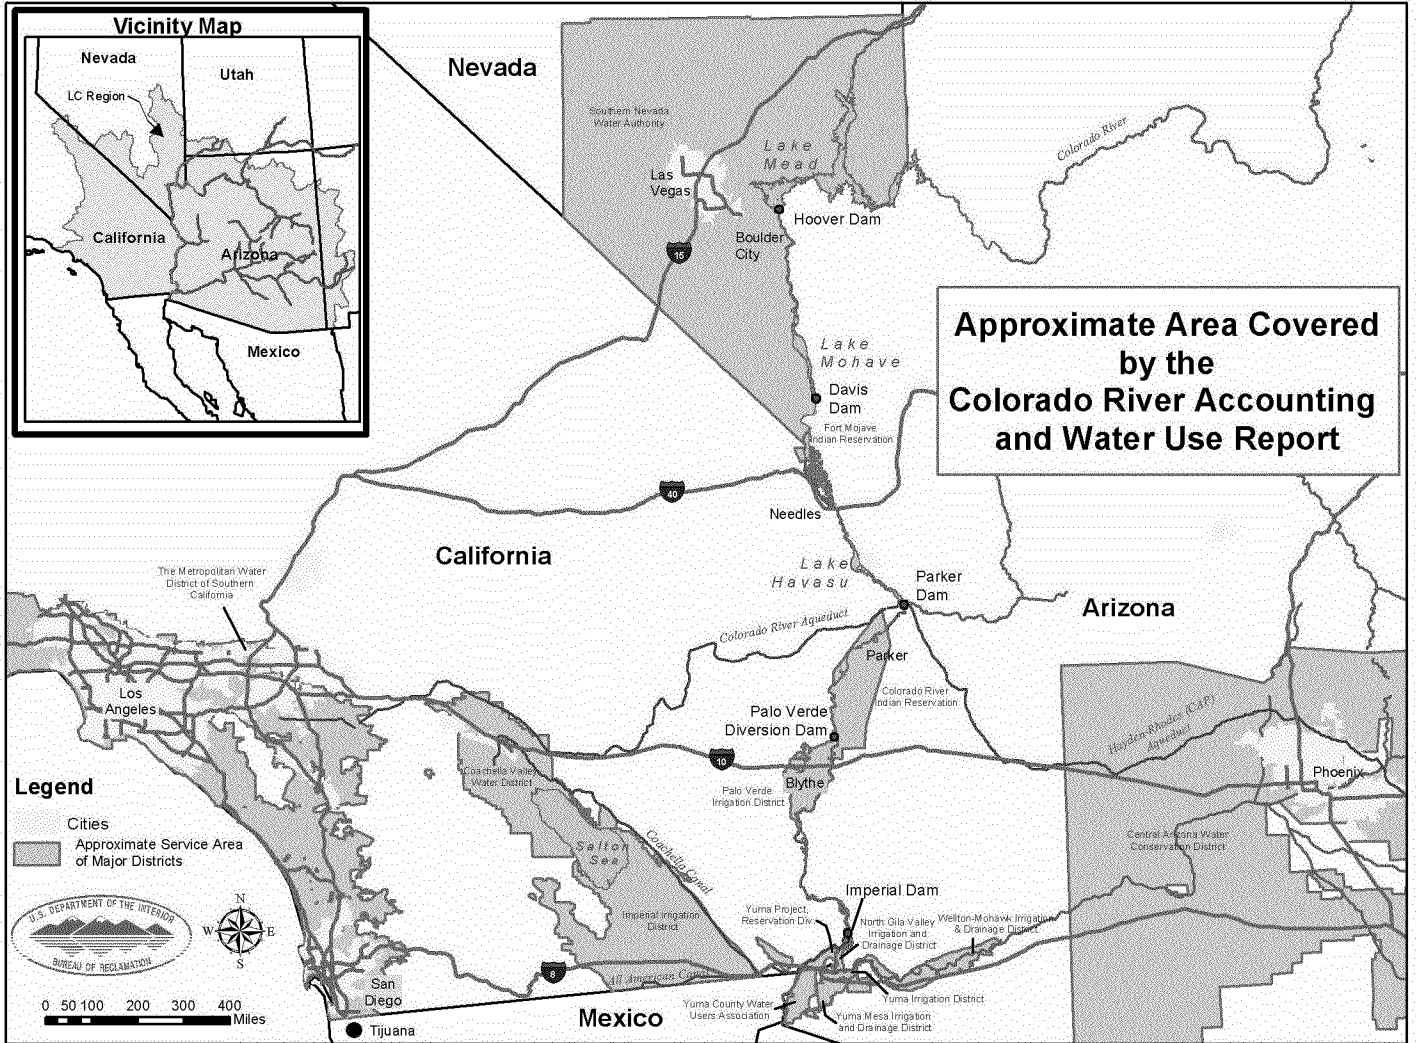 Vicinity Map
Nevada
Utah
LC Region
California
Arizona
Mexico
Nevada
Southern Nevada
Water Authority
Lake
Mead
Las
Vegas
Hoover Dam
Boulder
City
15
Colorado River
Approximate Area Covered
by the
Colorado River Accounting
and Water Use Report
Lake
Mohave
Davis
Dam
Fort Mojave
Indian Reservation
40
Needles
California
Lake
Havasu
Parker
Dam
Arizona
The Metropolitan Water
District of Southern
California
Colorado River Aqueduct
Parker
Colorado River
Indian Reservation
Los
Angeles
Palo Verde
Diversion Dam
Hayden-Rhodes (CAP)
Aqueduct
10
Phoenix
Coachella Valley
Water District
Blythe
Palo Verde
Irrigation District
Legend
Cities
Approximate Service Area
of Major Districts
Salton
Sea
Coachella Canal
Central Arizona Water
Conservation District
Imperial Dam
Imperial Irrigation
District
Yuma Project,
Reservation Div.
North Gila Valley
Irrigation and
Drainage District
Wellton-Mohawk Irrigation
& Drainage District
U.S. DEPARTMENT OF THE INTERIOR
BUREAU OF RECLAMATION
N
W
E
S
8
All American Canal
San
Diego
Yuma Irrigation District
Yuma County Water
Users Association
Yuma Mesa Irrigation
and Drainage District
0 50 100 200 300 400
Miles
Mexico
Tijuana